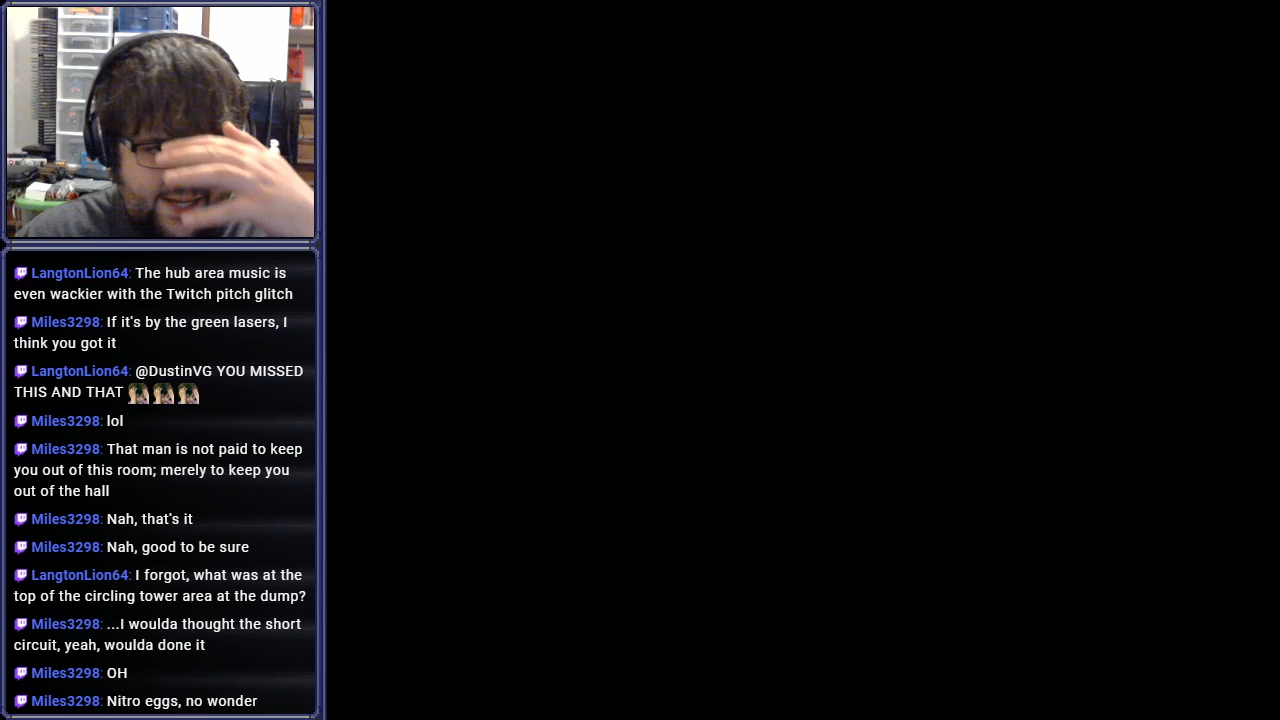 LangtonLion64: The hub area music is
even wackier with the Twitch pitch glitch
Miles3298: If it's by the green lasers, I
think you got it
LangtonLion64: @DustinVG YOU MISSED
THIS AND THAT
Miles3298: lol
Miles3298: That man is not paid to keep
you out of this room; merely to keep you
out of the hall
Miles3298: Nah, that's it
Miles3298: Nah, good to be sure
LangtonLion64: I forgot, what was at the
top of the circling tower area at the dump?
Miles3298: ...I woulda thought the short
circuit, yeah, woulda done it
Miles3298: OH
Miles3298: Nitro eggs, no wonder